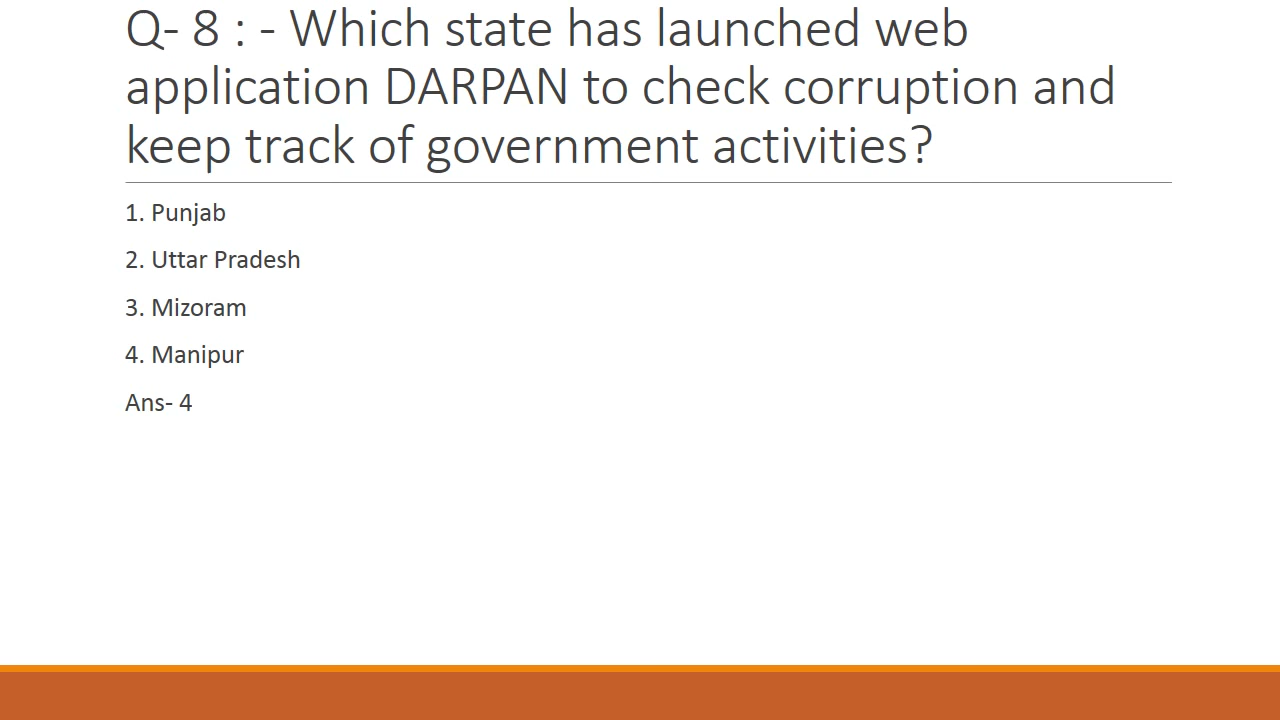 Q- 8 : - Which state has launched web
application DARPAN to check corruption and
keep track of government activities?
1. Punjab
2. Uttar Pradesh
3. Mizoram
4. Manipur
Ans- 4